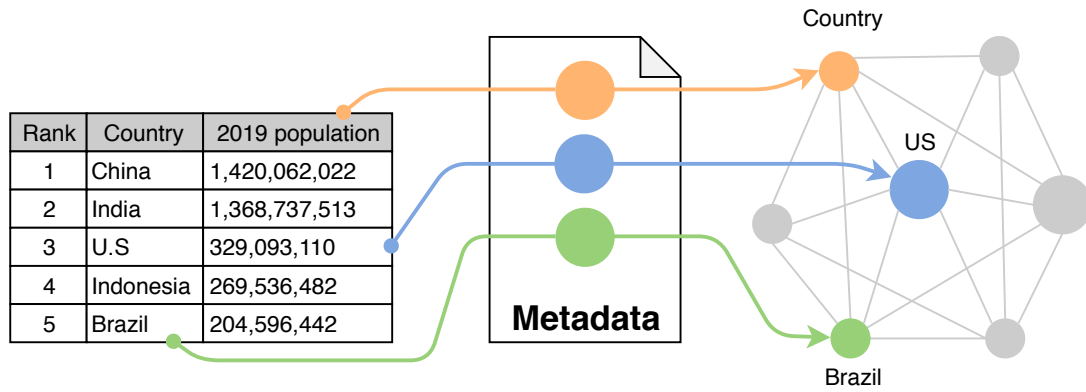 Rank Country 2019 population
1 China 1,420,062,022
2 India 1,368,737,513
3 U.S 329,093,110
4 Indonesia 269,536,482
5 Brazil 204,596,442
Metadata
Country
US
Brazil